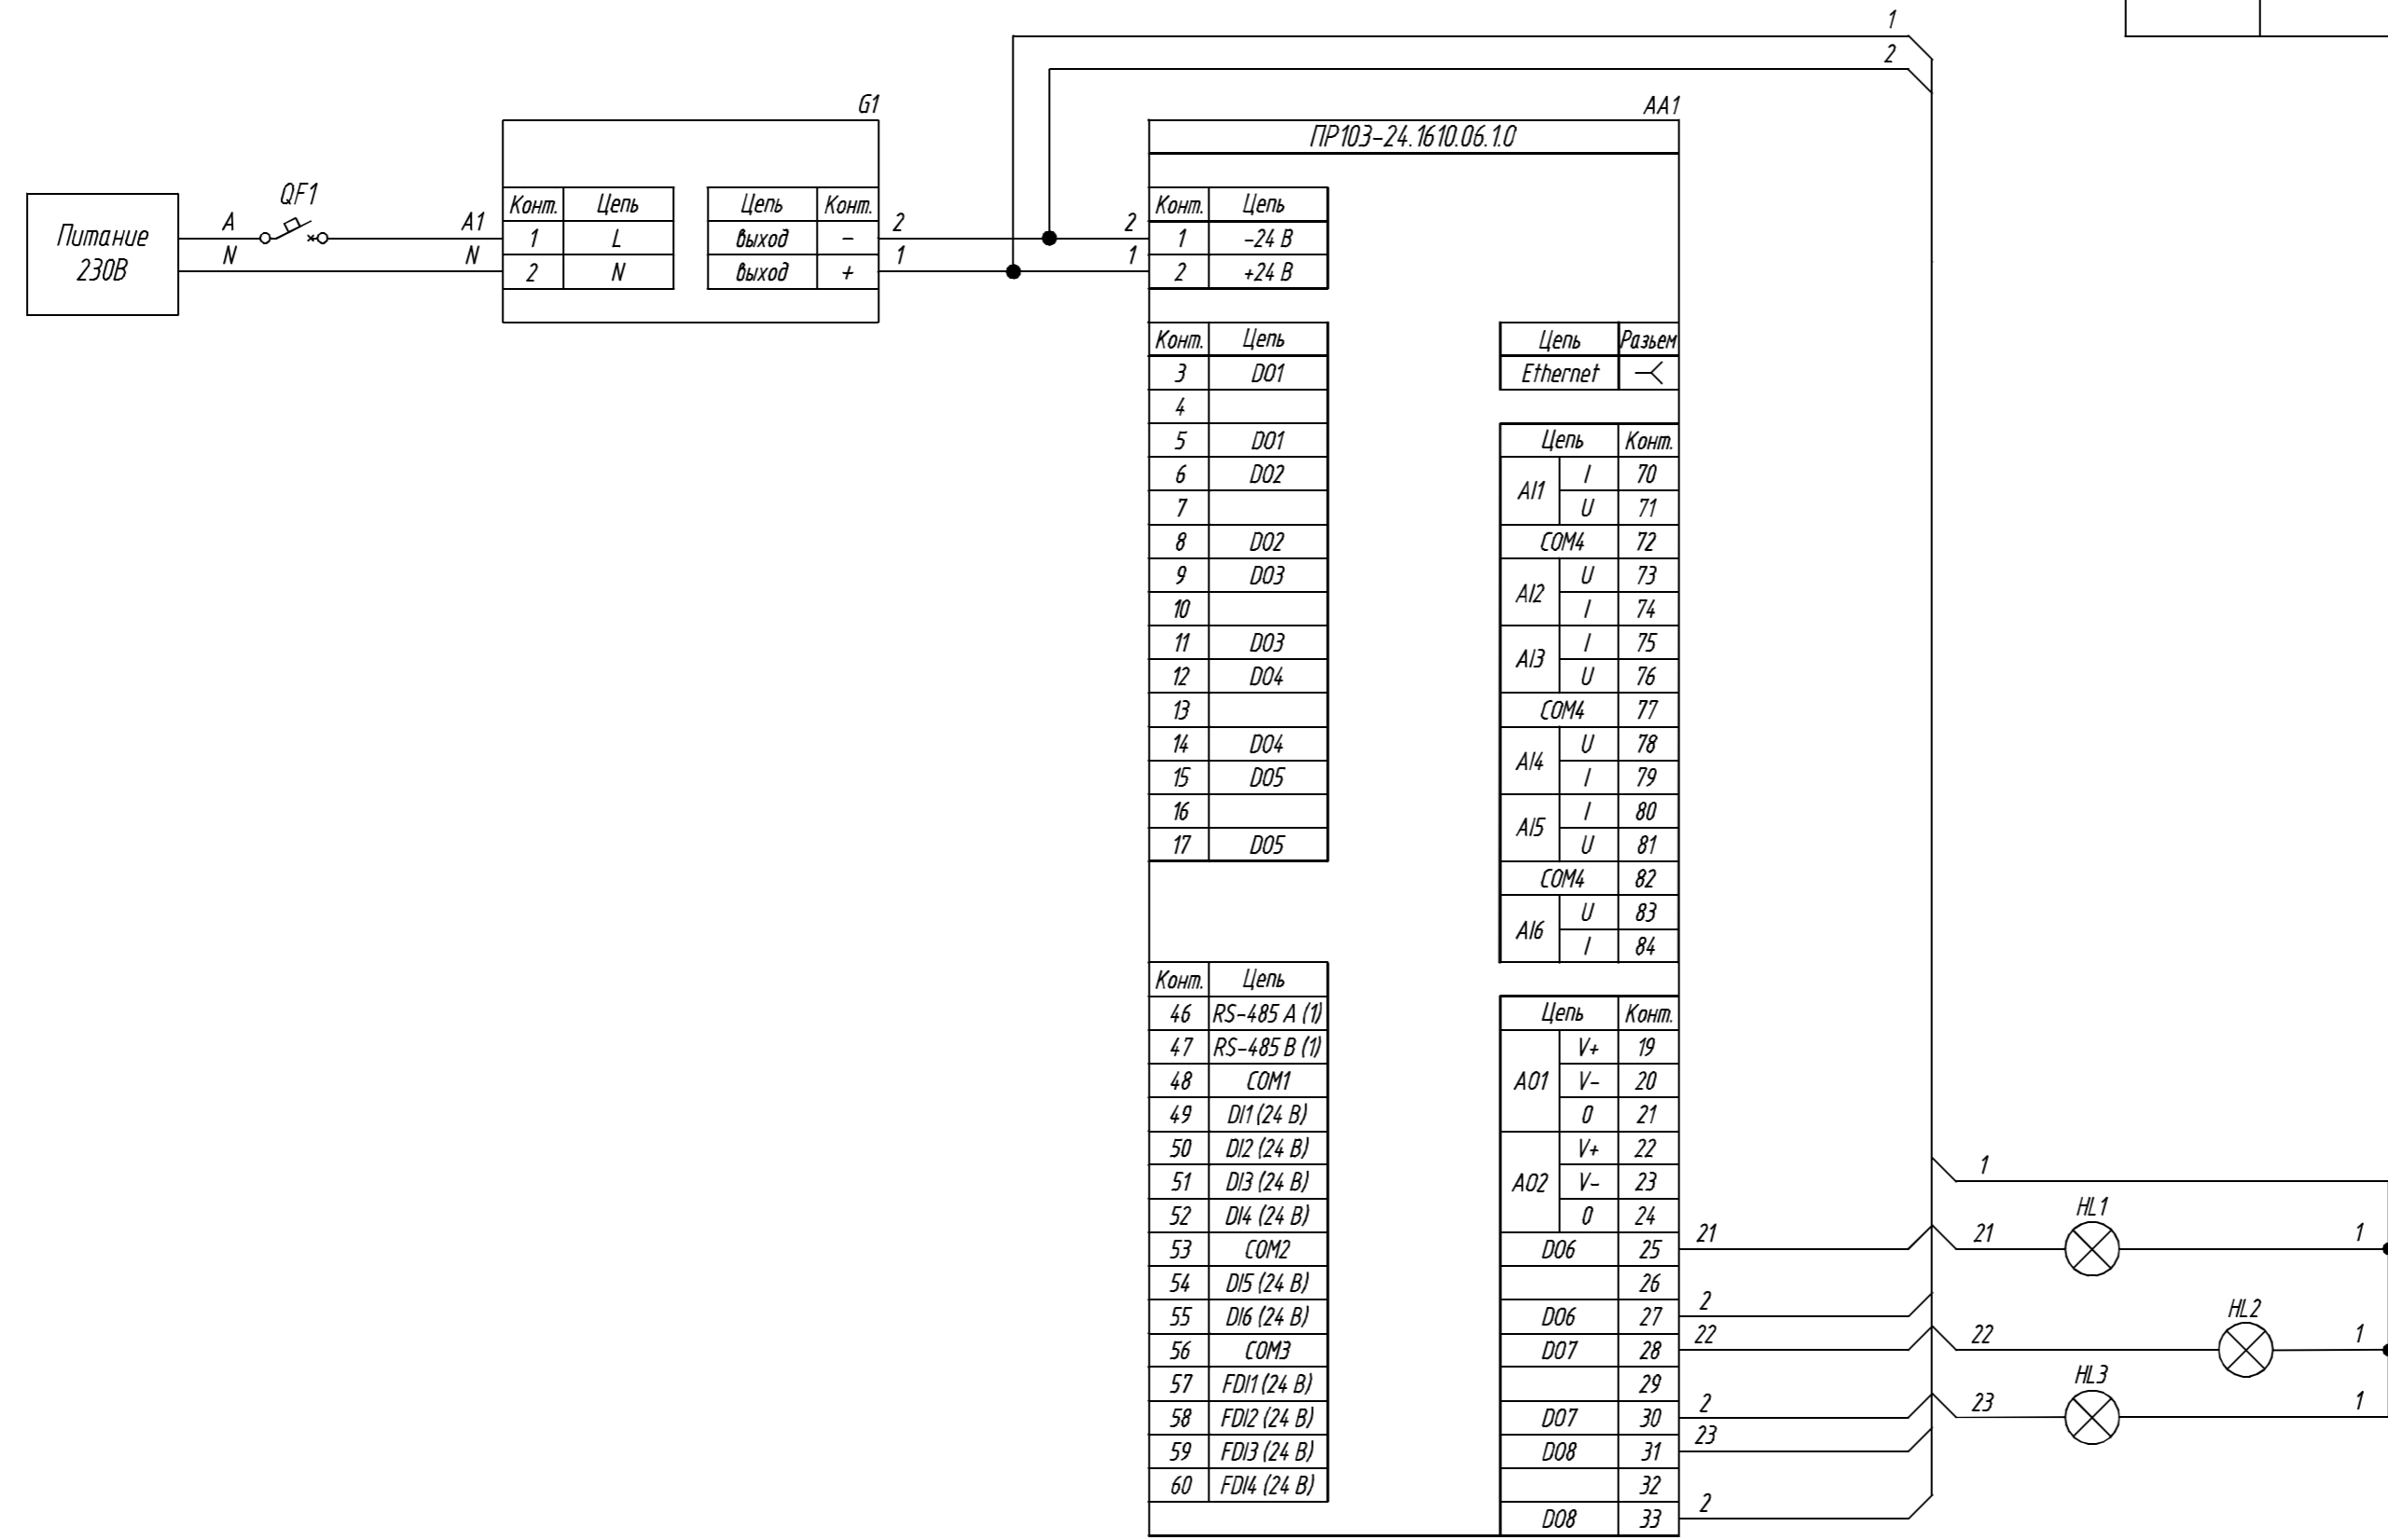 1
2
G1
AA1
ПР103-24.1610.06.1.0
Питание
230В
QF1
A
N
A1
N
Конт. Цепь
1 L
2 N
Цепь Конт.
выход -
выход +
2
1
2
1
Конт. Цепь
1 -24 В
2 +24 В
Конт. Цепь
3 DO1
4
5 DO1
6 DO2
7
8 DO2
9 DO3
10
11 DO3
12 DO4
13
14 DO4
15 DO5
16
17 DO5
Конт. Цепь
46 RS-485 A (1)
47 RS-485 B (1)
48 COM1
49 DI1 (24 В)
50 DI2 (24 В)
51 DI3 (24 В)
52 DI4 (24 В)
53 COM2
54 DI5 (24 В)
55 DI6 (24 В)
56 COM3
57 FDI1 (24 В)
58 FDI2 (24 В)
59 FDI3 (24 В)
60 FDI4 (24 В)
Цепь Разьем
Ethernet
Цепь Конт.
AI1 I 70
U 71
COM4 72
AI2 U 73
I 74
AI3 I 75
U 76
COM4 77
AI4 U 78
I 79
AI5 I 80
U 81
COM4 82
AI6 U 83
I 84
Цепь Конт.
AO1 V+ 19
V- 20
0 21
AO2 V+ 22
V- 23
0 24
DO6 25
26
DO6 27
DO7 28
29
DO7 30
DO8 31
32
DO8 33
21
2
22
2
23
2
1
21 HL1 1
22 HL2 1
23 HL3 1